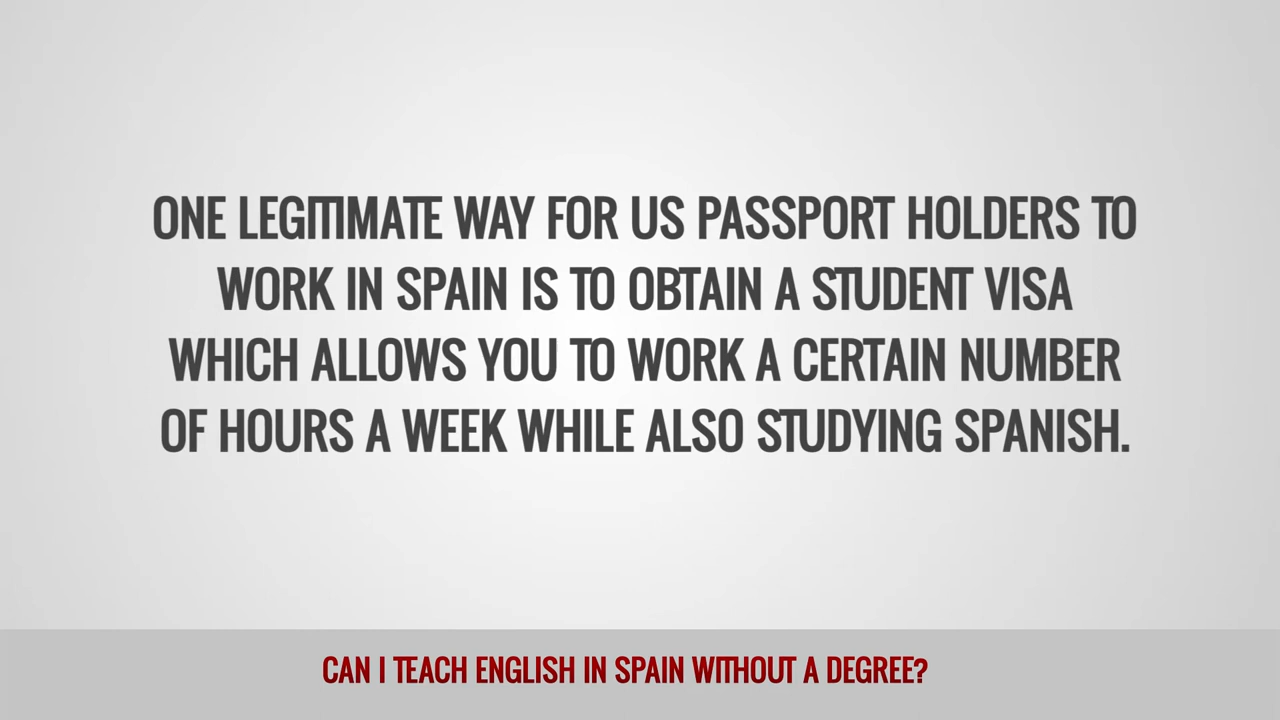 ONE LEGITIMATE WAY FOR US PASSPORT HOLDERS TO
WORK IN SPAIN IS TO OBTAIN A STUDENT VISA
WHICH ALLOWS YOU TO WORK A CERTAIN NUMBER
OF HOURS A WEEK WHILE ALSO STUDYING SPANISH.
CAN I TEACH ENGLISH IN SPAIN WITHOUT A DEGREE?